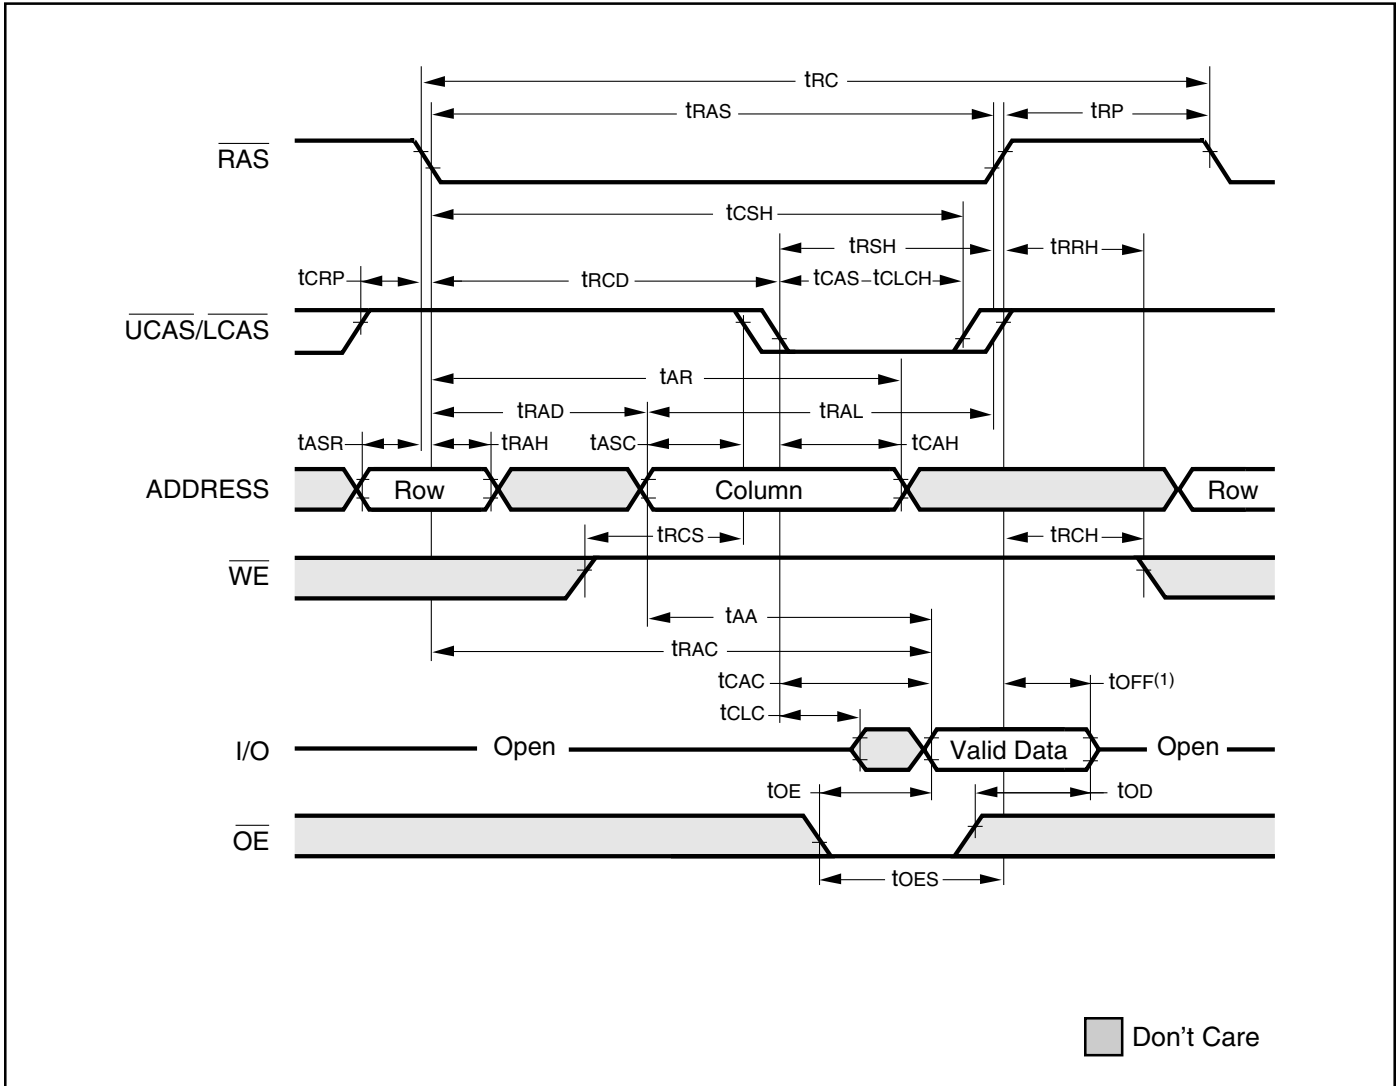 tRC
tRAS
tRP
RAS
tCSH
tRSH
tRRH
tCRP
tRCD
tCAS
tCLCH
UCAS/LCAS
tAR
tRAD
tRAL
tASR
tRAH
tASC
tCAH
ADDRESS
Row
Column
Row
tRCS
tRCH
WE
tAA
tRAC
tCAC
tOFF(1)
tCLC
I/O
Open
Valid Data
Open
tOE
tOD
OE
tOES
Don't Care